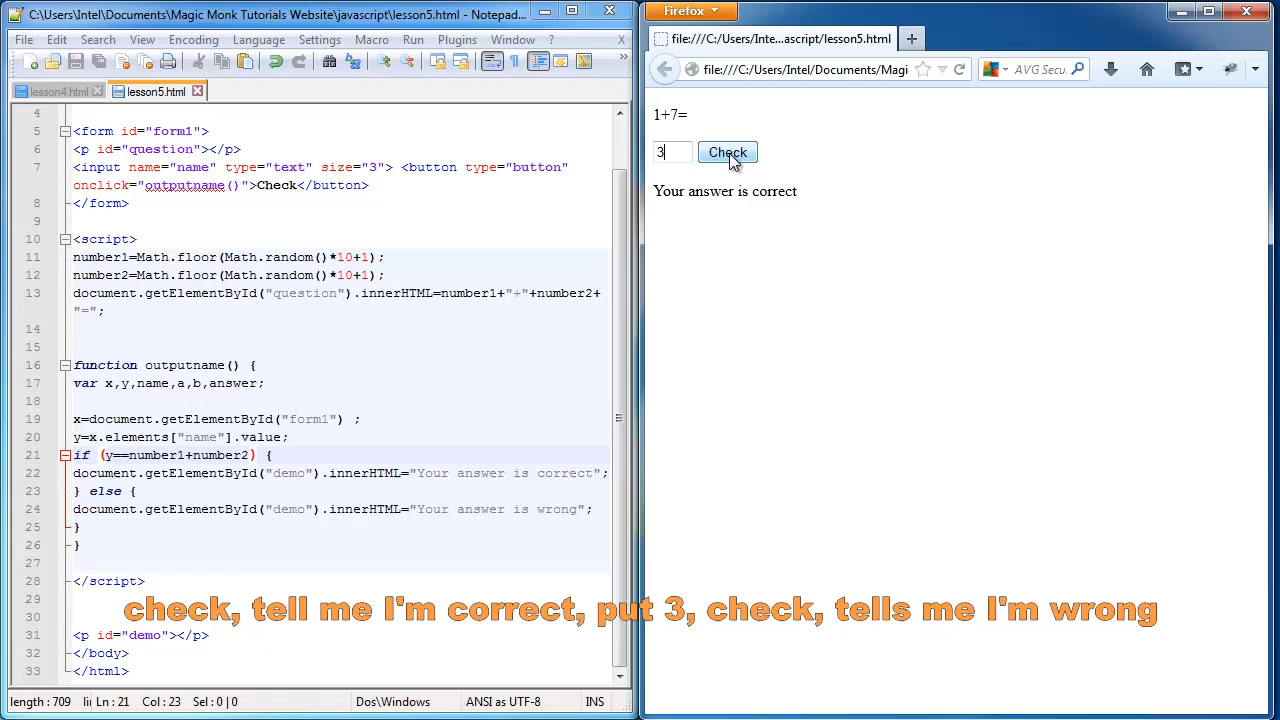 C:\Users\Intel\Documents\Magic Monk Tutorials Website\javascript\lesson5.html - Notepad...
File Edit Search View Encoding Language Settings Macro Run Plugins Window ? X
lesson4.html lesson5.html
4
5 <form id="form1">
6 <p id="question"></p>
7 <input name="name" type="text" size="3"> <button type="button"
onclick="outputname()">Check</button>
8 </form>
9
10 <script>
11 number1=Math.floor(Math.random()*10+1);
12 number2=Math.floor(Math.random()*10+1);
13 document.getElementById("question").innerHTML=number1+"+"+number2+
"=";
14
15
16 function outputname() {
17 var x,y,name,a,b,answer;
18
19 x=document.getElementById("form1") ;
20 y=x.elements["name"].value;
21 if (y==number1+number2) {
22 document.getElementById("demo").innerHTML="Your answer is correct";
23 } else {
24 document.getElementById("demo").innerHTML="Your answer is wrong";
25 }
26 }
27
28 </script>
29
30
31 <p id="demo"></p>
32 </body>
33 </html>
length : 709 li Ln : 21 Col : 23 Sel : 0 | 0 Dos\Windows ANSI as UTF-8 INS
Firefox
file:///C:/Users/Inte...ascript/lesson5.html
file:///C:/Users/Intel/Documents/Magi AVG Secu
1+7=
3 Check
Your answer is correct
check, tell me I'm correct, put 3, check, tells me I'm wrong